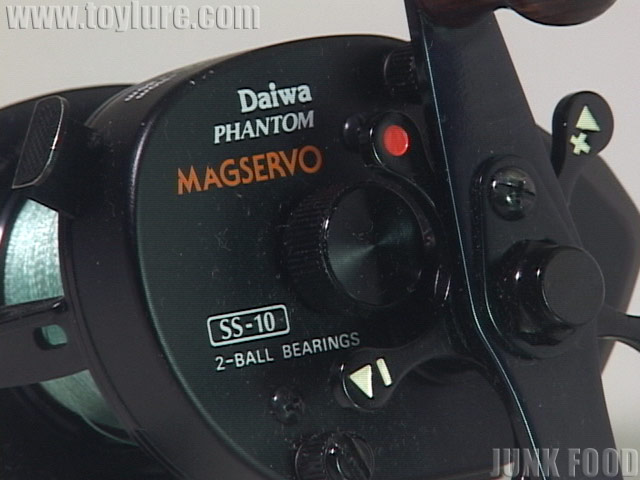 www.toylure.com
Daiwa
PHANTOM
MAGSERVO
SS-10
2-BALL BEARINGS
JUNK FOOD